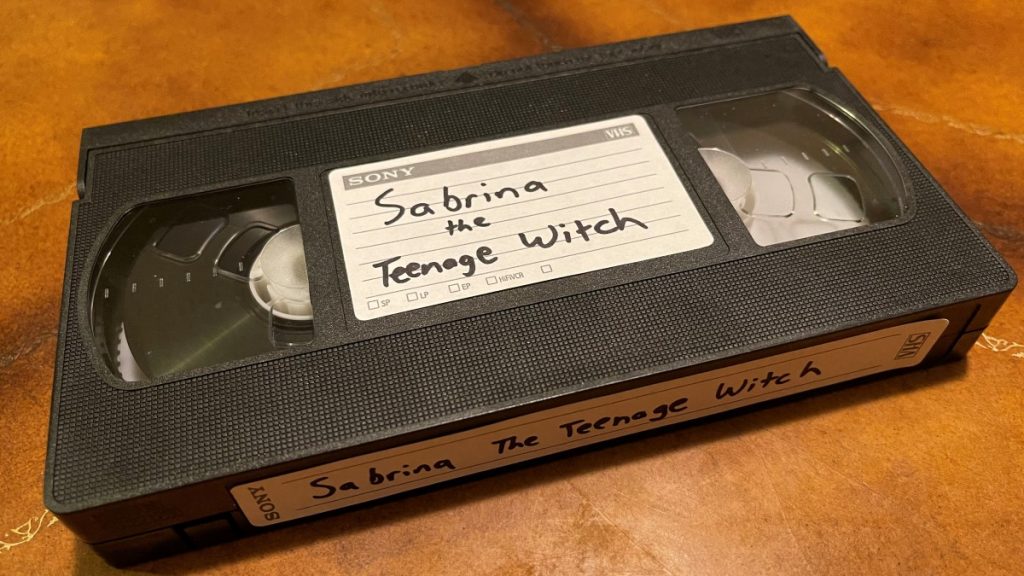 SONY VHS
Sabrina
the
Teenage Witch
SP LP EP HiFi/VCR
SONY Sabrina The Teenage Witch VHS